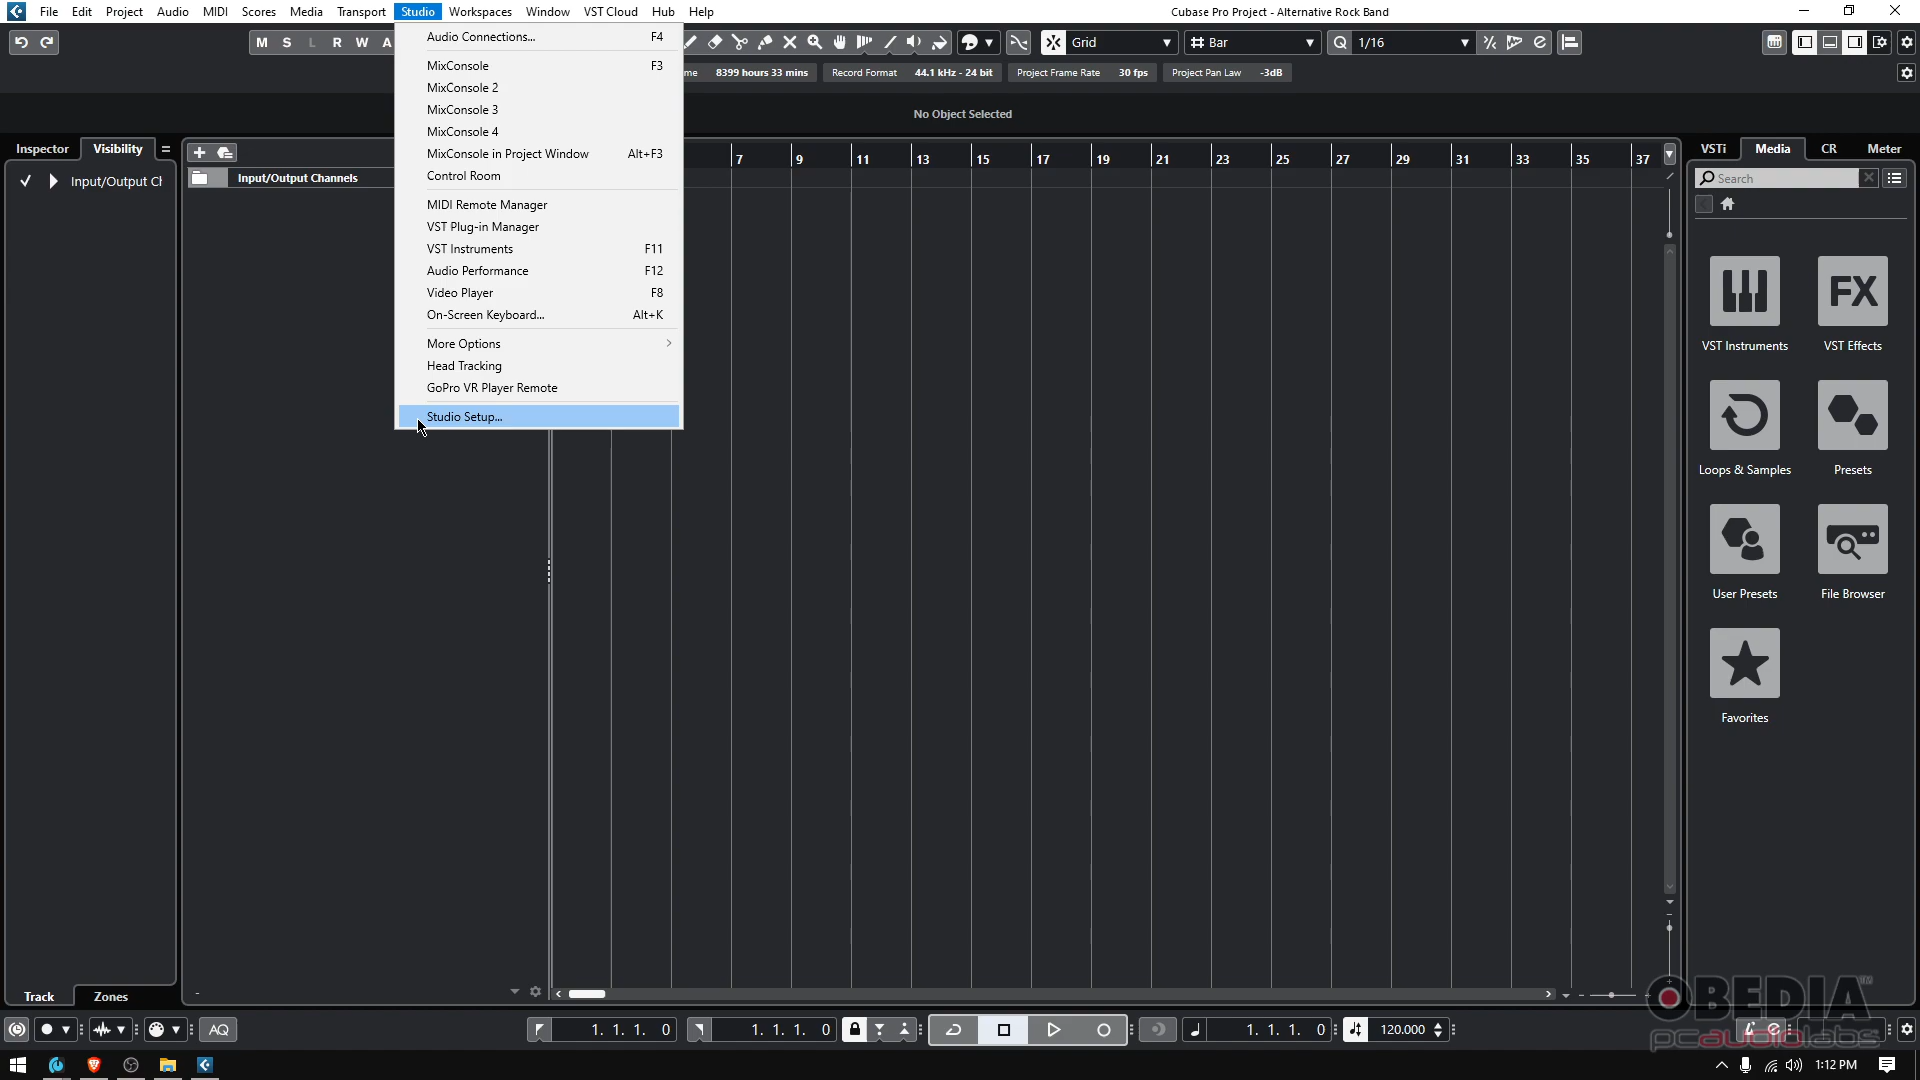 File Edit Project Audio MIDI Scores Media Transport Studio Workspaces Window VST Cloud Hub Help
Cubase Pro Project - Alternative Rock Band
M S L R W A
Grid
Bar
Q 1/16
me 8399 hours 33 mins
Record Format 44.1 kHz - 24 bit
Project Frame Rate 30 fps
Project Pan Law -3dB
No Object Selected
Audio Connections... F4
MixConsole F3
MixConsole 2
MixConsole 3
MixConsole 4
MixConsole in Project Window Alt+F3
Control Room
MIDI Remote Manager
VST Plug-in Manager
VST Instruments F11
Audio Performance F12
Video Player F8
On-Screen Keyboard... Alt+K
More Options
Head Tracking
GoPro VR Player Remote
Studio Setup...
Inspector Visibility
Input/Output Ch
Input/Output Channels
7 9 11 13 15 17 19 21 23 25 27 29 31 33 35 37
VSTi Media CR Meter
Search
FX
VST Instruments VST Effects
Loops & Samples Presets
User Presets File Browser
Favorites
Track Zones
-
AQ
1. 1. 1. 0
1. 1. 1. 0
1. 1. 1. 0
120.000
OBEDIA™
pcaudiolabs
1:12 PM